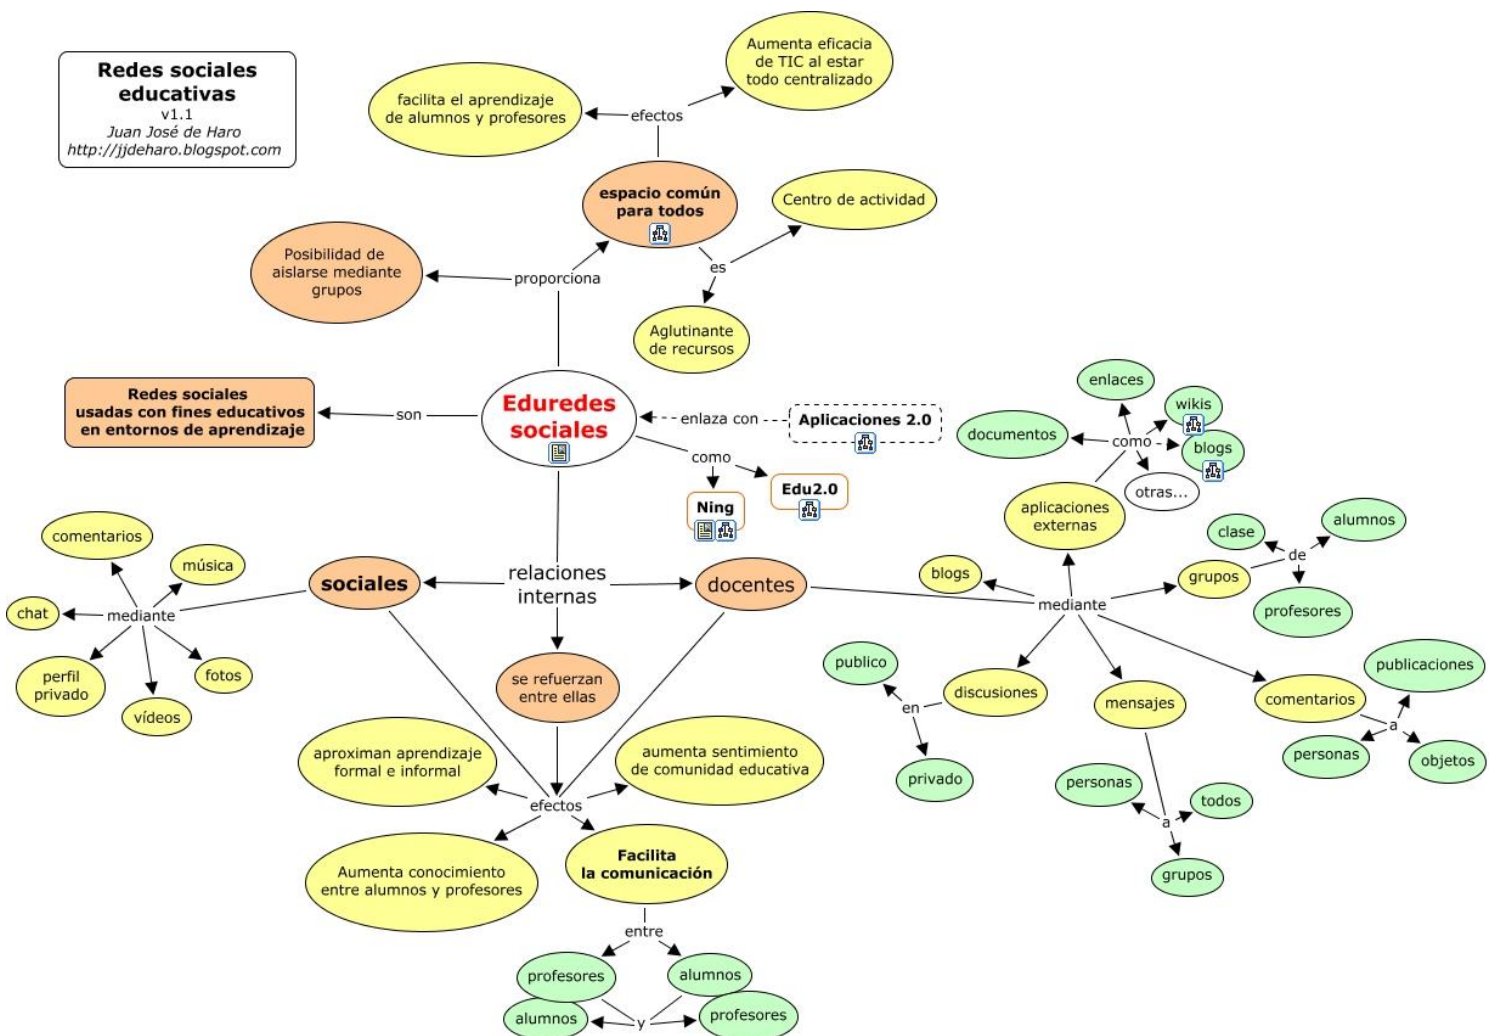 Redes sociales
educativas
v1.1
Juan José de Haro
http://jjdeharo.blogspot.com
Aumenta eficacia
de TIC al estar
todo centralizado
facilita el aprendizaje
de alumnos y profesores
efectos
espacio común
para todos
Centro de actividad
es
Aglutinante
de recursos
Posibilidad de
aislarse mediante
grupos
proporciona
Redes sociales
usadas con fines educativos
en entornos de aprendizaje
son
Eduredes
sociales
enlaza con
Aplicaciones 2.0
como
Ning
Edu2.0
enlaces
wikis
documentos
como
blogs
otras...
aplicaciones
externas
clase
alumnos
de
grupos
profesores
blogs
mediante
relaciones
internas
docentes
sociales
comentarios
música
chat
mediante
perfil
privado
fotos
vídeos
se refuerzan
entre ellas
publico
en
discusiones
privado
mensajes
personas
a
todos
grupos
comentarios
publicaciones
a
personas
objetos
aproximan aprendizaje
formal e informal
aumenta sentimiento
de comunidad educativa
efectos
Aumenta conocimiento
entre alumnos y profesores
Facilita
la comunicación
entre
profesores
alumnos
alumnos
y
profesores